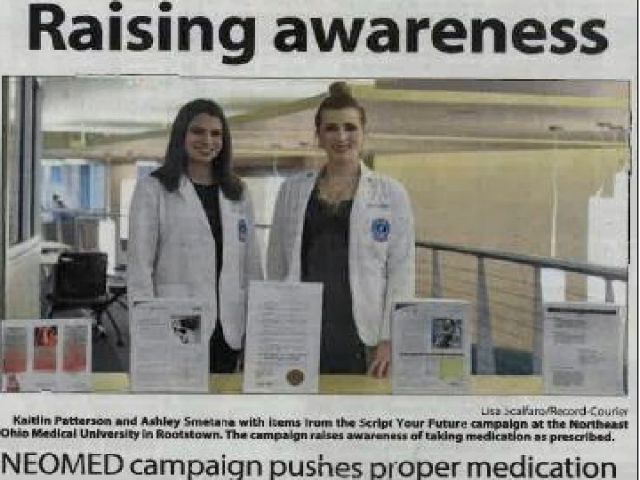 Raising awareness
Lisa Scalfaro/Record-Courier
Kaitlin Patterson and Ashley Smetana with items from the Script Your Future campaign at the Northeast
Ohio Medical University in Rootstown. The campaign raises awareness of taking medication as prescribed.
NEOMED campaign pushes proper medication